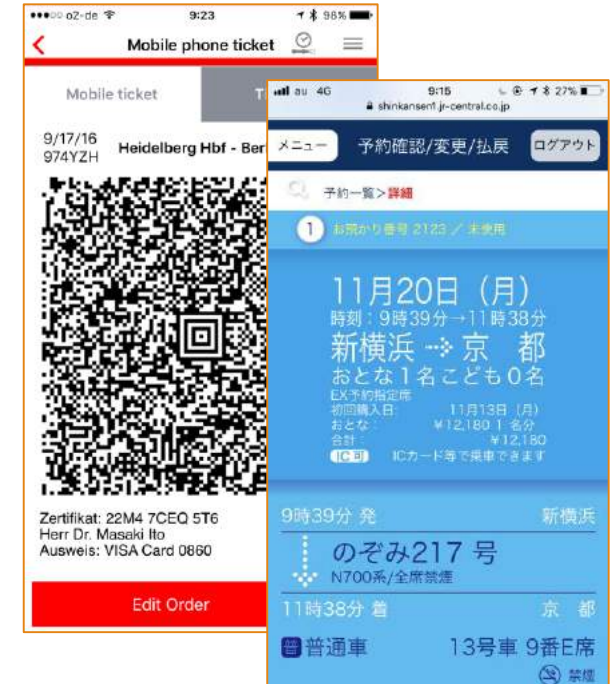 o2-de 9:23 98%
Mobile phone ticket
Mobile ticket
9/17/16
974YZH
Heidelberg Hbf - Ber
Zertifikat: 22M4 7CEQ 5T6
Herr Dr. Masaki Ito
Ausweis: VISA Card 0860
Edit Order
au 4G 9:15 27%
shinkansen1.jr-central.co.jp
メニュー 予約確認/変更/払戻 ログアウト
予約一覧>詳細
1 お預かり番号 2123 / 未使用
11月20日(月)
時刻:9時39分→11時38分
新横浜 → 京 都
おとな1名こども0名
EX予約指定席
初回購入日: 11月13日(月)
おとな: ¥12,180 1 名分
合計: ¥12,180
IC可 ICカード等で乗車できます
9時39分 発 新横浜
のぞみ217 号
N700系/全席禁煙
11時38分 着 京 都
普 普通車 13号車 9番E席
禁煙